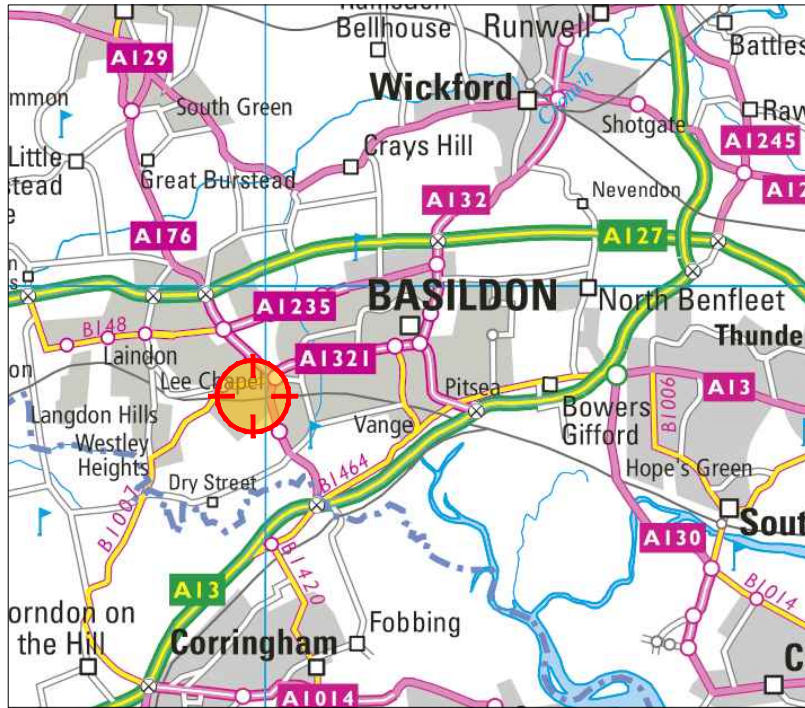 Bellhouse
Runwell
A129
Battles
Wickford
Crouch
mmon
South Green
Shotgate
Raw
Crays Hill
A1245
Little
stead
Great Burstead
A132
Nevendon
A12
A176
A127
A1235
BASILDON
North Benfleet
B148
Laindon
A1321
Thunde
Lee Chapel
Pitsea
A13
on
Langdon Hills
Vange
Bowers
Gifford
B1006
Westley
Heights
B1464
Hope's Green
Dry Street
B1007
South
A130
A13
B1420
B1014
orndon on
the Hill
Fobbing
Corringham
C
A1014